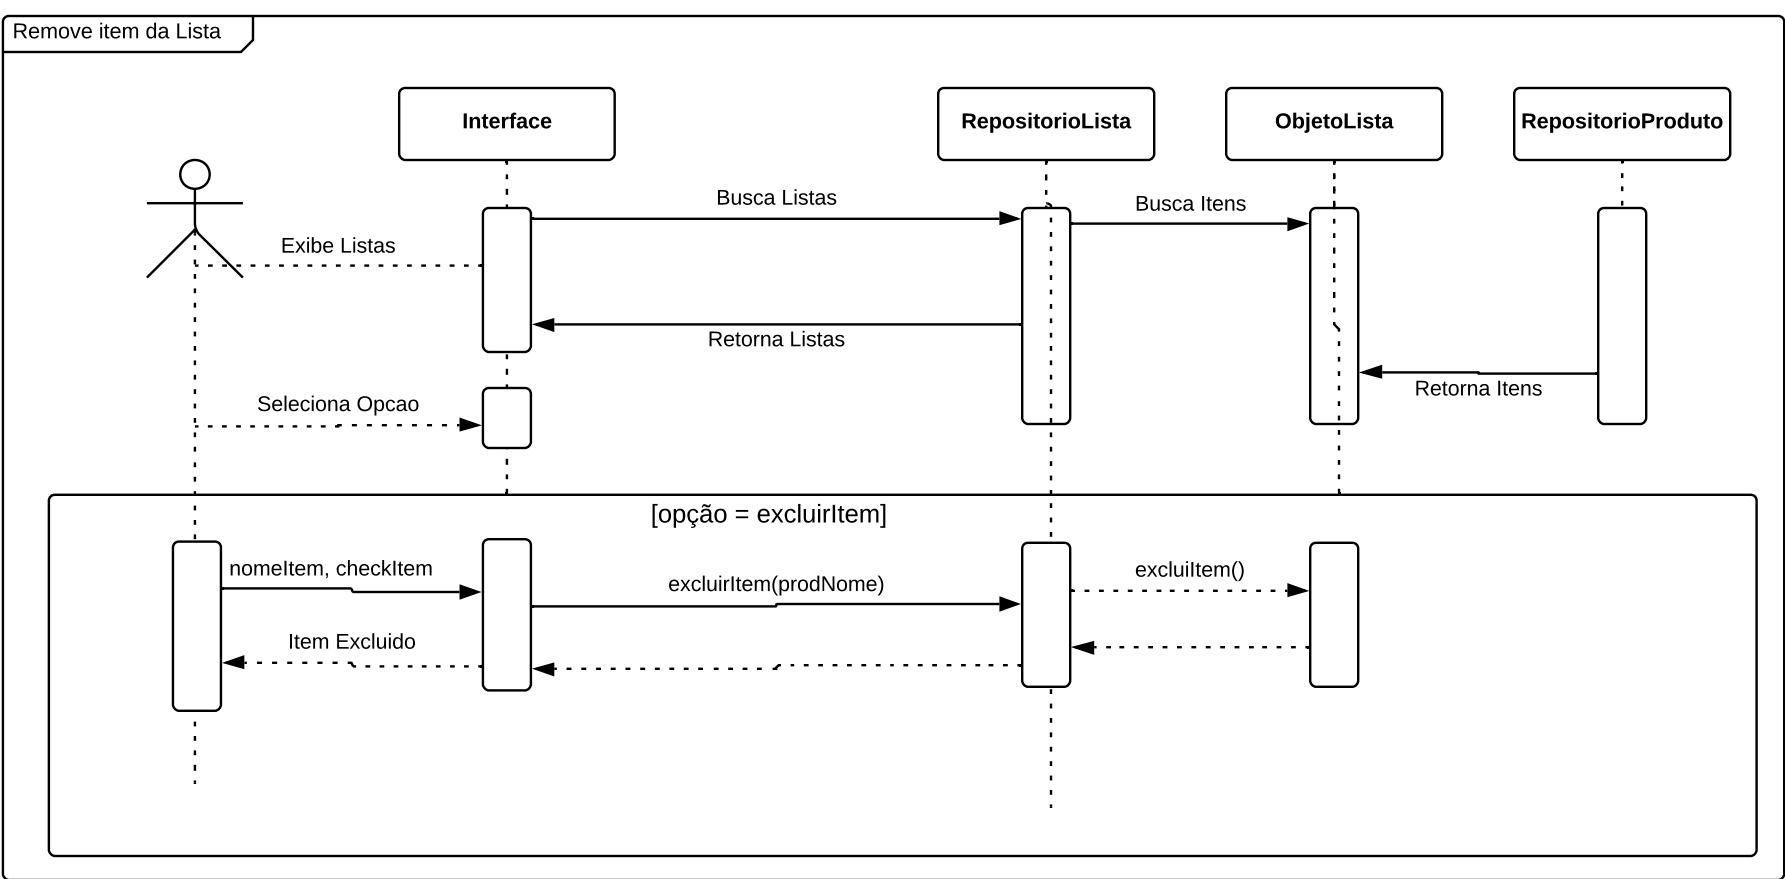 Remove item da Lista
Interface
RepositorioLista
ObjetoLista
RepositorioProduto
Busca Listas
Busca Itens
Exibe Listas
Retorna Listas
Retorna Itens
Seleciona Opcao
[opção = excluirItem]
nomeItem, checkItem
excluirItem(prodNome)
excluiItem()
Item Excluido